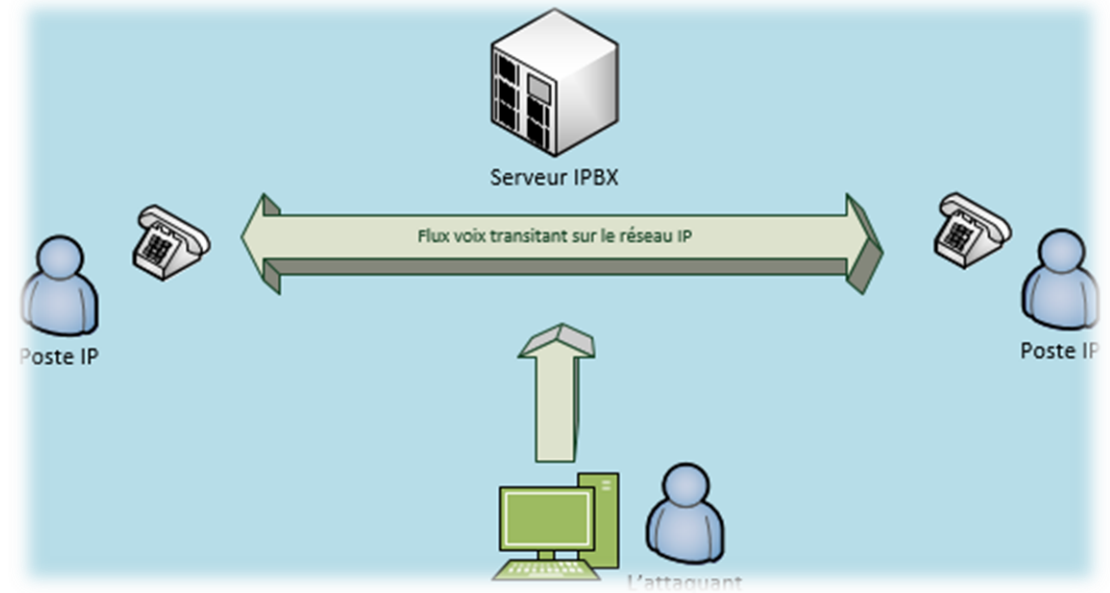 Serveur IPBX
Flux voix transitant sur le réseau IP
Poste IP
Poste IP
L'attaquant